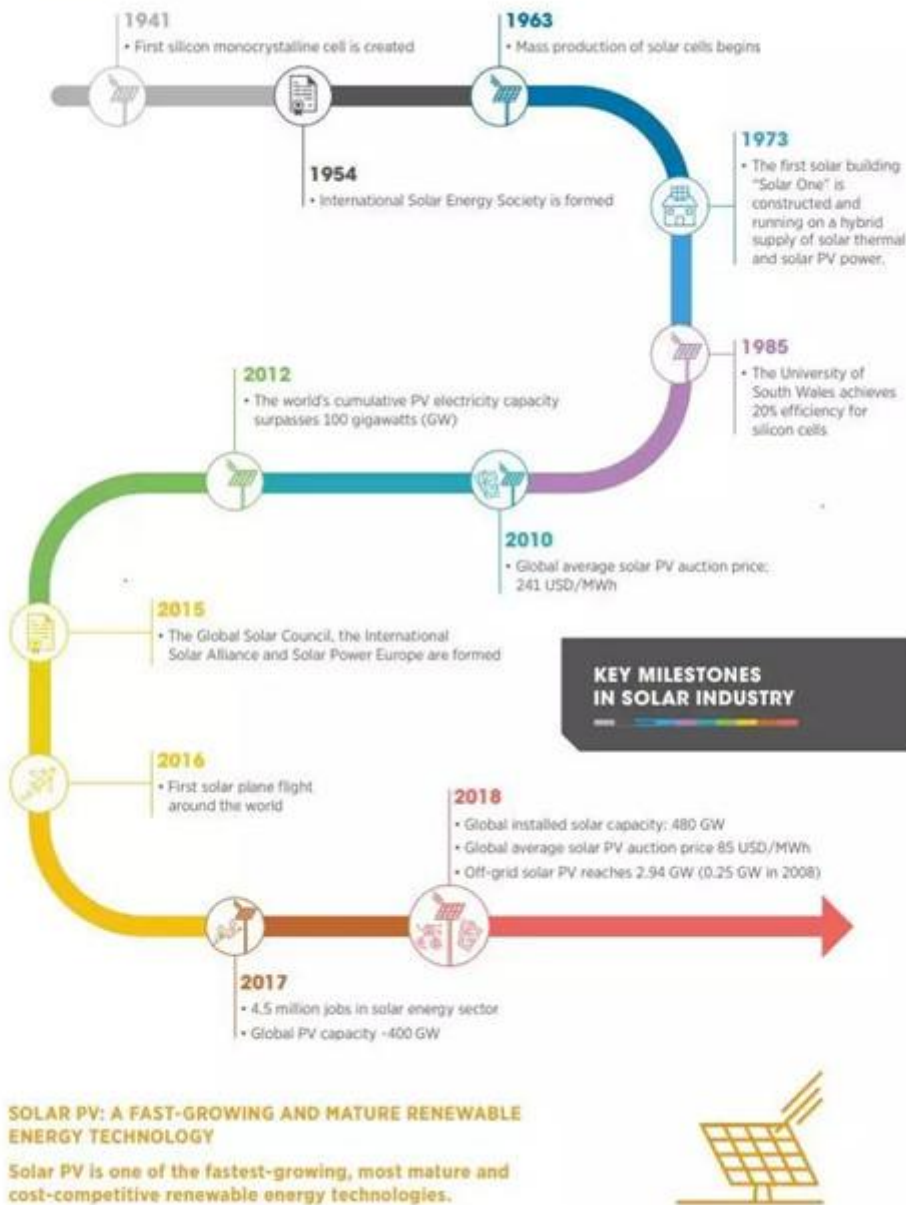 1941
• First silicon monocrystalline cell is created
1963
• Mass production of solar cells begins
1954
• International Solar Energy Society is formed
1973
• The first solar building
"Solar One" is
constructed and
running on a hybrid
supply of solar thermal
and solar PV power.
1985
• The University of
South Wales achieves
20% efficiency for
silicon cells
2012
• The world's cumulative PV electricity capacity
surpasses 100 gigawatts (GW)
2010
• Global average solar PV auction price:
241 USD/MWh
2015
• The Global Solar Council, the International
Solar Alliance and Solar Power Europe are formed
KEY MILESTONES
IN SOLAR INDUSTRY
2016
• First solar plane flight
around the world
2018
• Global installed solar capacity: 480 GW
• Global average solar PV auction price 85 USD/MWh
• Off-grid solar PV reaches 2.94 GW (0.25 GW in 2008)
2017
• 4.5 million jobs in solar energy sector
• Global PV capacity ~400 GW
SOLAR PV: A FAST-GROWING AND MATURE RENEWABLE
ENERGY TECHNOLOGY
Solar PV is one of the fastest-growing, most mature and
cost-competitive renewable energy technologies.